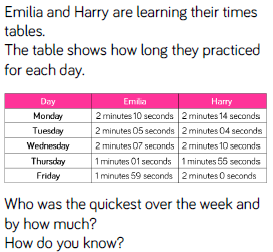 Emilia and Harry are learning their times
tables.
The table shows how long they practiced
for each day.
Day Emilia Harry
Monday 2 minutes 10 seconds 2 minutes 14 seconds
Tuesday 2 minutes 05 seconds 2 minutes 04 seconds
Wednesday 2 minutes 07 seconds 2 minutes 10 seconds
Thursday 1 minutes 01 seconds 1 minutes 55 seconds
Friday 1 minutes 59 seconds 2 minutes 0 seconds
Who was the quickest over the week and
by how much?
How do you know?